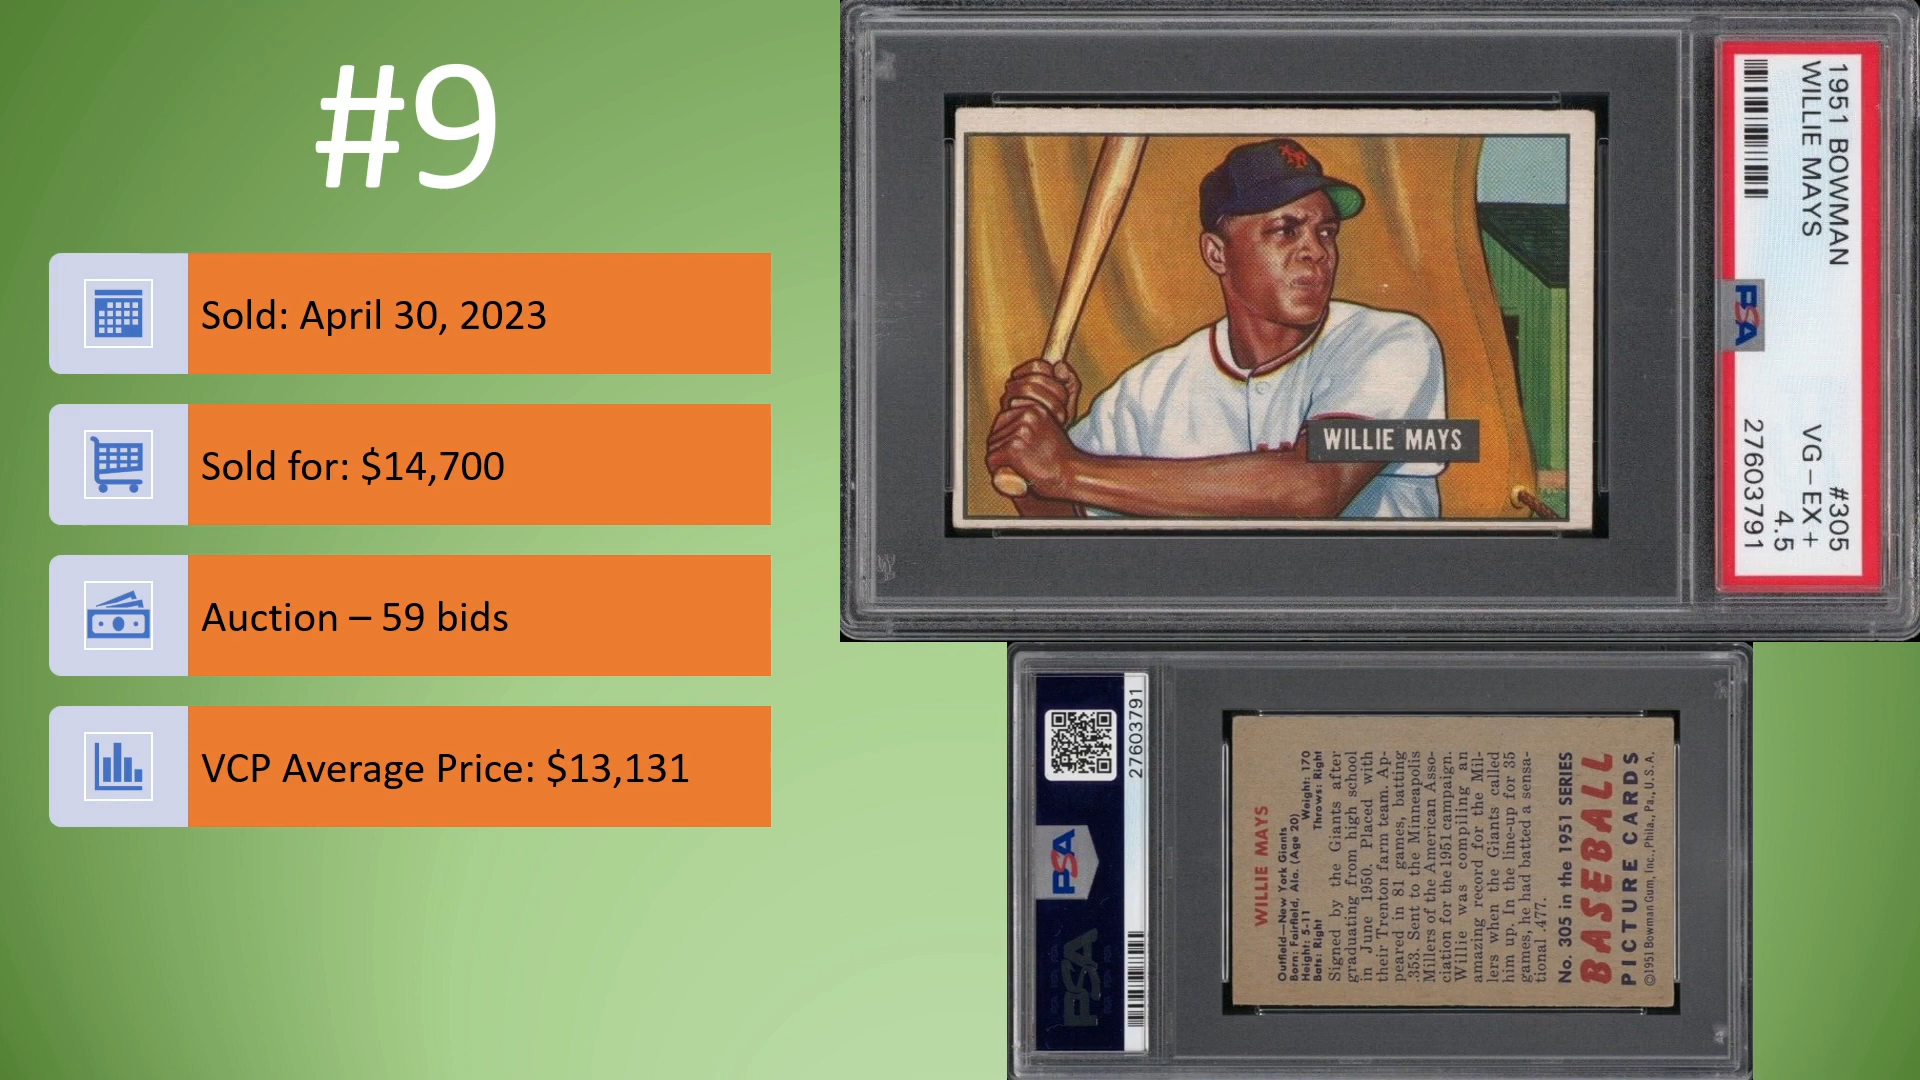 #9
Sold: April 30, 2023
Sold for: $14,700
Auction – 59 bids
VCP Average Price: $13,131
WILLIE MAYS
1951 BOWMAN #305
WILLIE MAYS VG–EX+
4.5
27603791
PSA
27603791
PSA
PSA
WILLIE MAYS
Outfield—New York Giants
Born: Fairfield, Ala. (Age 20)
Height: 5-11 Weight: 170
Bats: Right Throws: Right
Signed by the Giants after
graduating from high school
in June 1950. Placed with
their Trenton farm team. Ap-
peared in 81 games, batting
.353. Sent to the Minneapolis
Millers of the American Asso-
ciation for the 1951 campaign.
Willie was compiling an
amazing record for the Mil-
lers when the Giants called
him up. In the line-up for 35
games, he had batted a sensa-
tional .477.
No. 305 in the 1951 SERIES
BASEBALL
PICTURE CARDS
©1951 Bowman Gum, Inc., Phila., Pa., U.S.A.